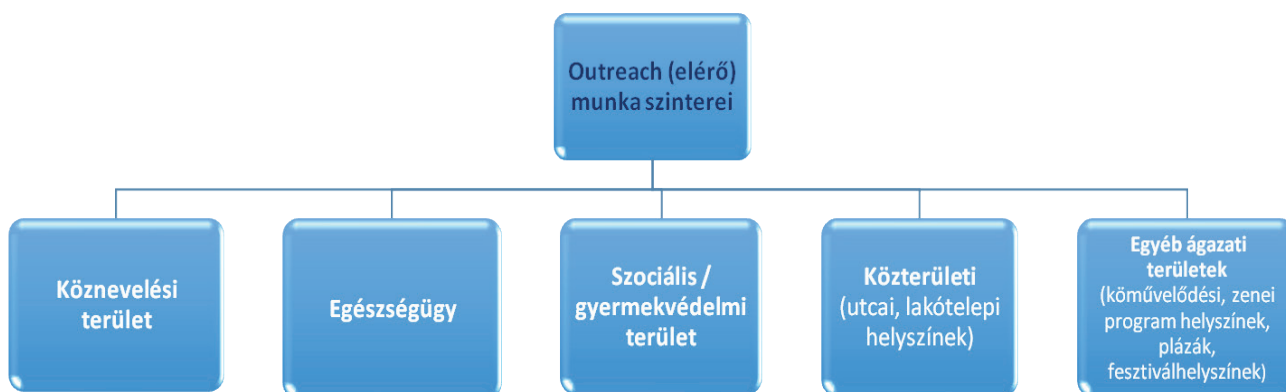 Outreach (elérő)
munka szinterei
Köznevelési
terület
Egészségügy
Szociális /
gyermekvédelmi
terület
Közterületi
(utcai, lakótelepi
helyszínek)
Egyéb ágazati
területek
(köművelődési, zenei
program helyszínek,
plázák,
fesztiválhelyszínek)